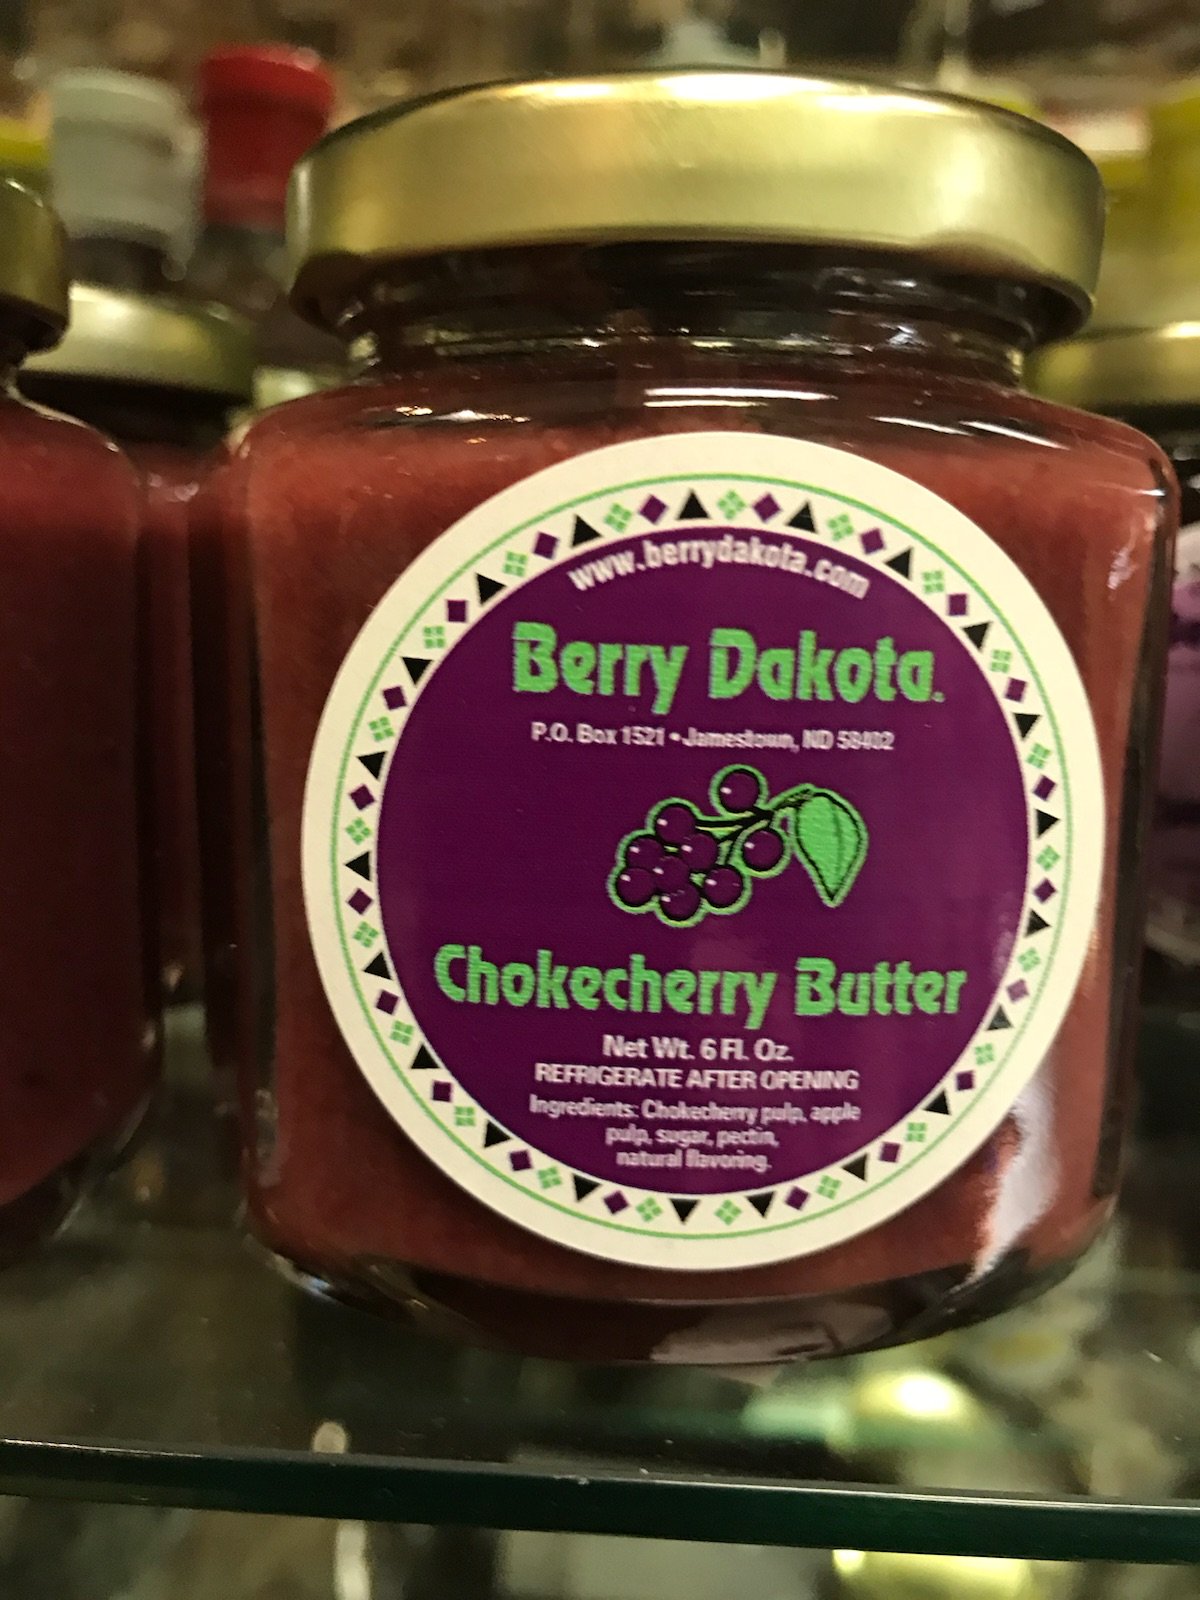 www.berrydakota.com
Berry Dakota.
P.O. Box 1521 • Jamestown, ND 58402
Chokecherry Butter
Net Wt. 6 Fl. Oz.
REFRIGERATE AFTER OPENING
Ingredients: Chokecherry pulp, apple
pulp, sugar, pectin,
natural flavoring.